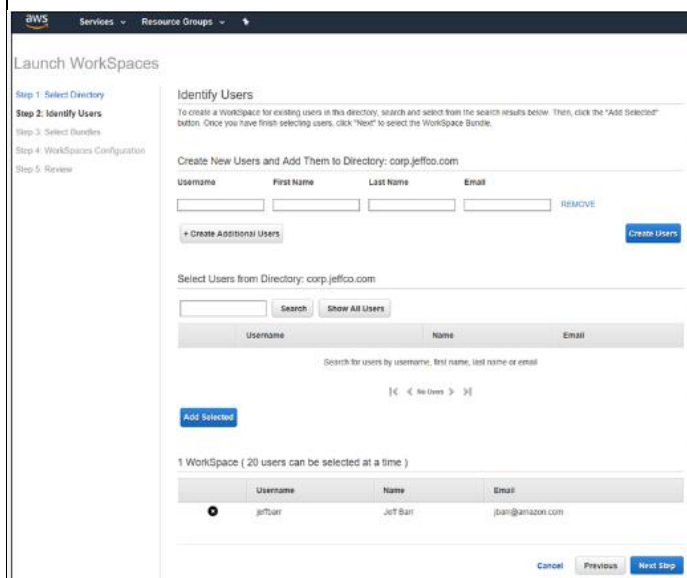 aws Services Resource Groups
Launch WorkSpaces
Step 1: Select Directory
Step 2: Identify Users
Step 3: Select Bundles
Step 4: WorkSpaces Configuration
Step 5: Review
Identify Users
To create a WorkSpace for existing users in this directory, search and select from the search results below. Then, click the "Add Selected"
button. Once you have finish selecting users, click "Next" to select the WorkSpace Bundle.
Create New Users and Add Them to Directory: corp.jeffco.com
Username First Name Last Name Email
REMOVE
+ Create Additional Users Create Users
Select Users from Directory: corp.jeffco.com
Search Show All Users
Username Name Email
Search for users by username, first name, last name or email
|< < No Users > >|
Add Selected
1 WorkSpace ( 20 users can be selected at a time )
Username Name Email
jeffbarr Jeff Barr jbarr@amazon.com
Cancel Previous Next Step